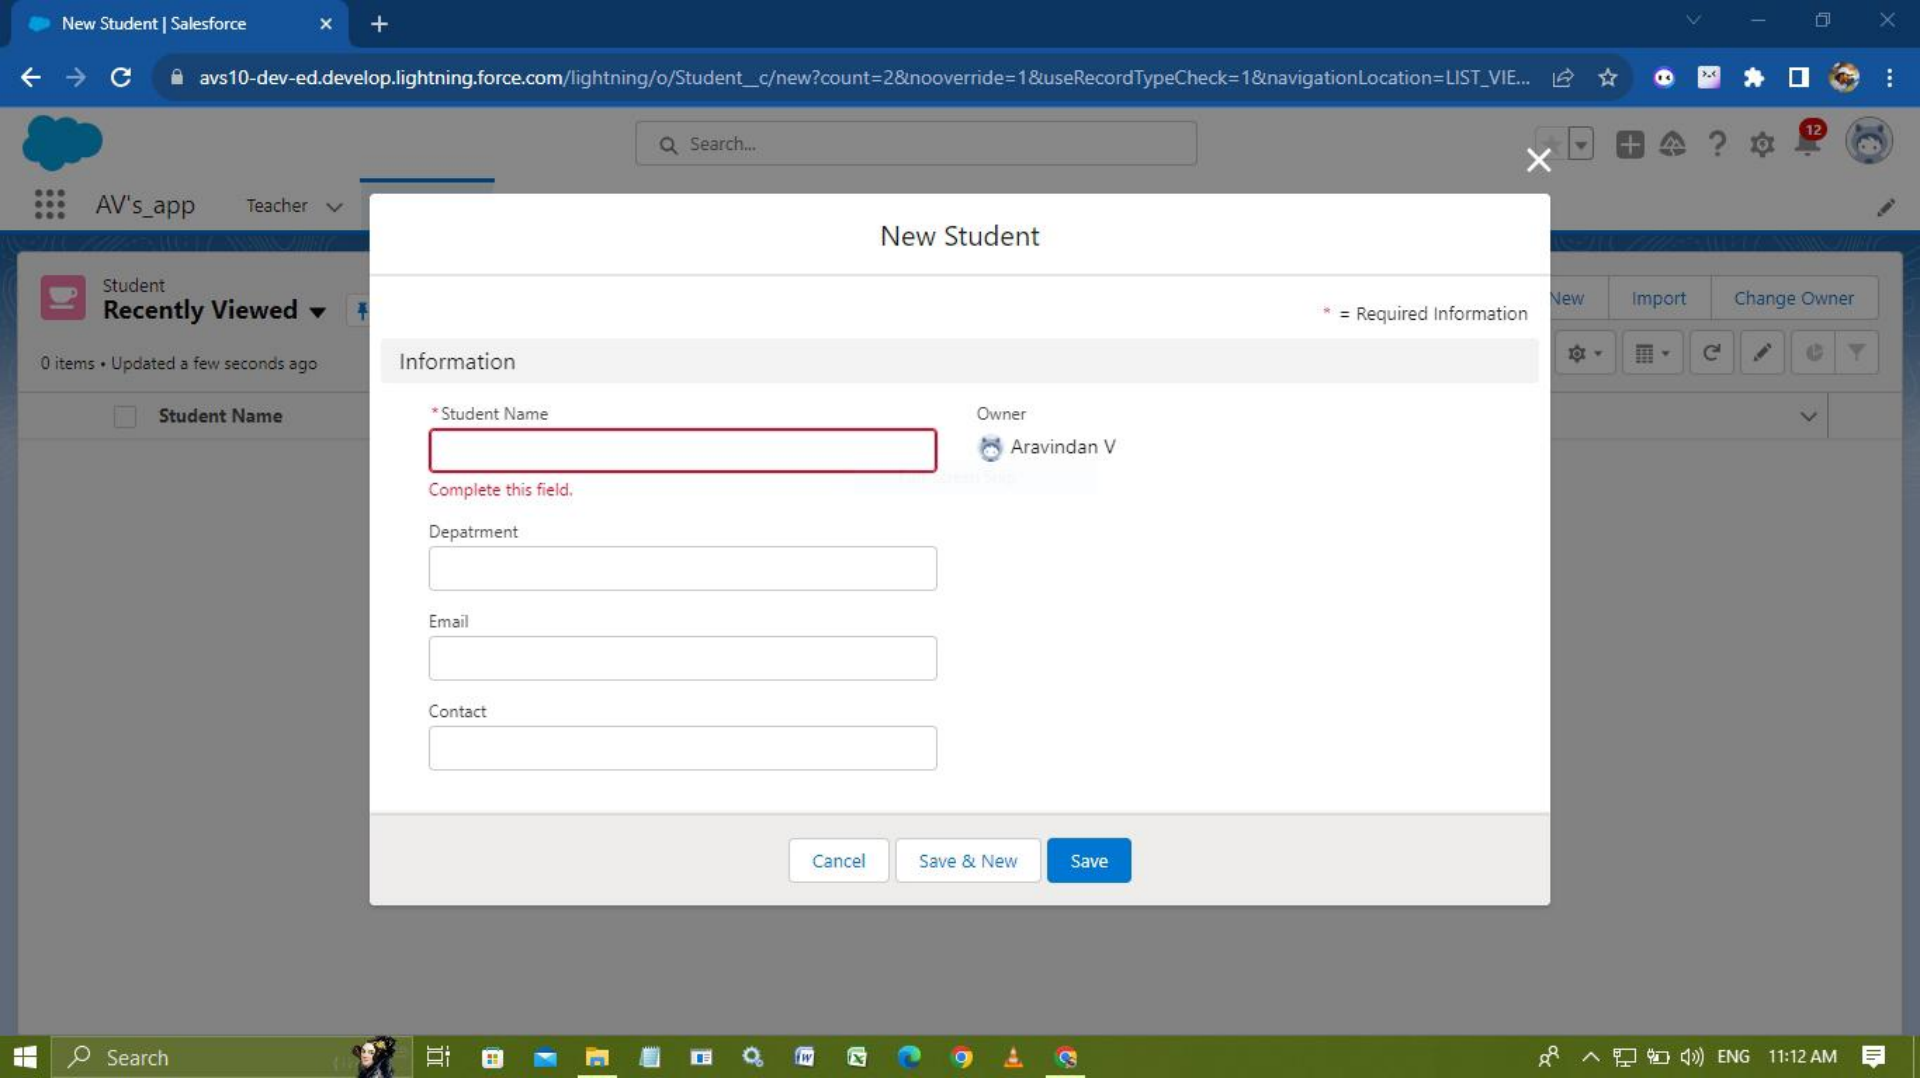 New Student | Salesforce
avs10-dev-ed.develop.lightning.force.com/lightning/o/Student__c/new?count=2&nooverride=1&useRecordTypeCheck=1&navigationLocation=LIST_VIE...
Search...
12
AV's_app
Teacher
New Student
Student
Recently Viewed
New
Import
Change Owner
* = Required Information
0 items • Updated a few seconds ago
Information
Student Name
*Student Name
Owner
Aravindan V
Complete this field.
Depatrment
Email
Contact
Cancel
Save & New
Save
Search
ENG
11:12 AM